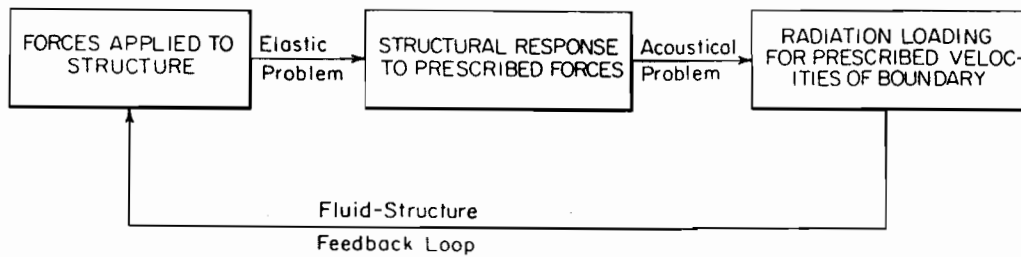 FORCES APPLIED TO
STRUCTURE
Elastic
Problem
STRUCTURAL RESPONSE
TO PRESCRIBED FORCES
Acoustical
Problem
RADIATION LOADING
FOR PRESCRIBED VELOC-
ITIES OF BOUNDARY
Fluid-Structure
Feedback Loop